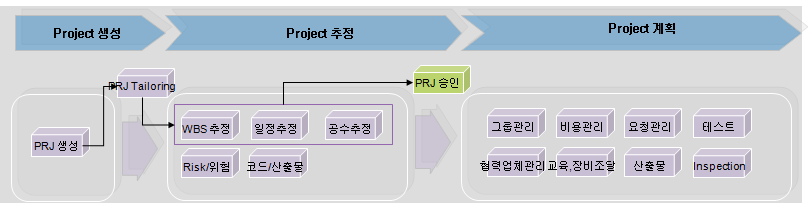 Project 생성
Project 추정
Project 계획
PRJ Tailoring
PRJ 승인
PRJ 생성
WBS 추정
일정추정
공수추정
Risk/위험
코드/산출물
그룹관리
비용관리
요청관리
테스트
협력업체관리
교육,장비조달
산출물
Inspection